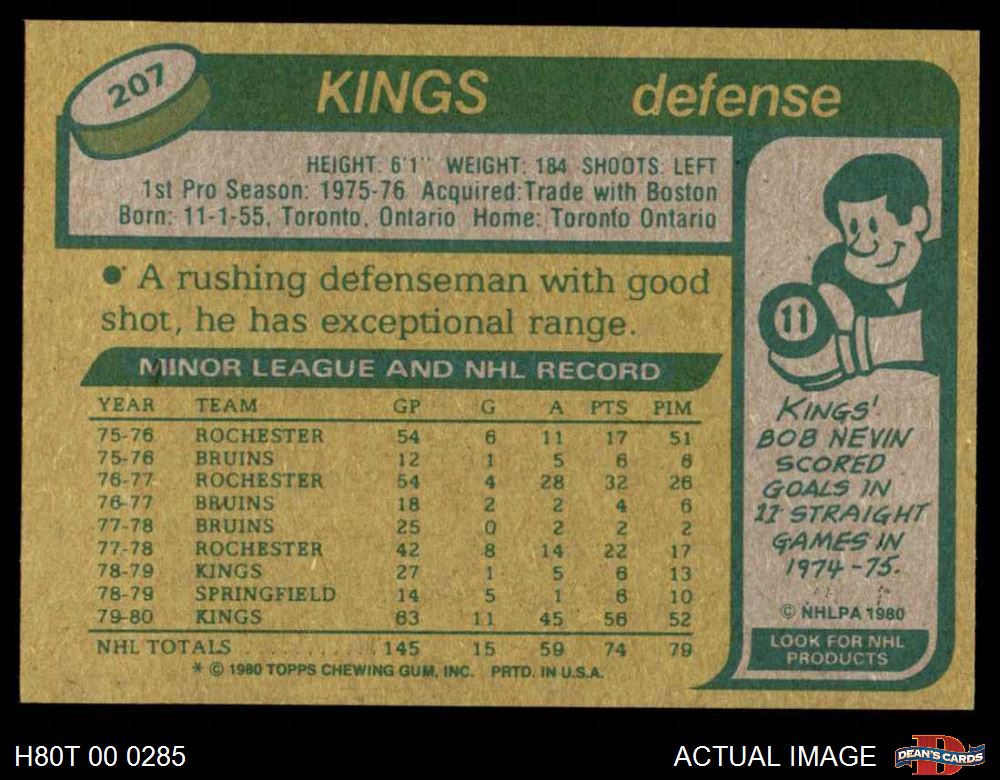 207
KINGS defense
HEIGHT: 6'1" WEIGHT: 184 SHOOTS: LEFT
1st Pro Season: 1975-76 Acquired: Trade with Boston
Born: 11-1-55, Toronto, Ontario Home: Toronto Ontario
● A rushing defenseman with good
shot, he has exceptional range.
MINOR LEAGUE AND NHL RECORD
YEAR TEAM GP G A PTS PIM
75-76 ROCHESTER 54 6 11 17 51
75-76 BRUINS 12 1 5 6 6
76-77 ROCHESTER 54 4 28 32 26
76-77 BRUINS 18 2 2 4 6
77-78 BRUINS 25 0 2 2 2
77-78 ROCHESTER 42 8 14 22 17
78-79 KINGS 27 1 5 6 13
78-79 SPRINGFIELD 14 5 1 6 10
79-80 KINGS 63 11 45 56 52
NHL TOTALS . . . . . . . . . . . 145 15 59 74 79
* © 1980 TOPPS CHEWING GUM, INC. PRTD. IN U.S.A.
11
KINGS'
BOB NEVIN
SCORED
GOALS IN
11 STRAIGHT
GAMES IN
1974-75.
© NHLPA 1980
LOOK FOR NHL
PRODUCTS
H80T 00 0285 ACTUAL IMAGE
D
DEAN'S CARDS